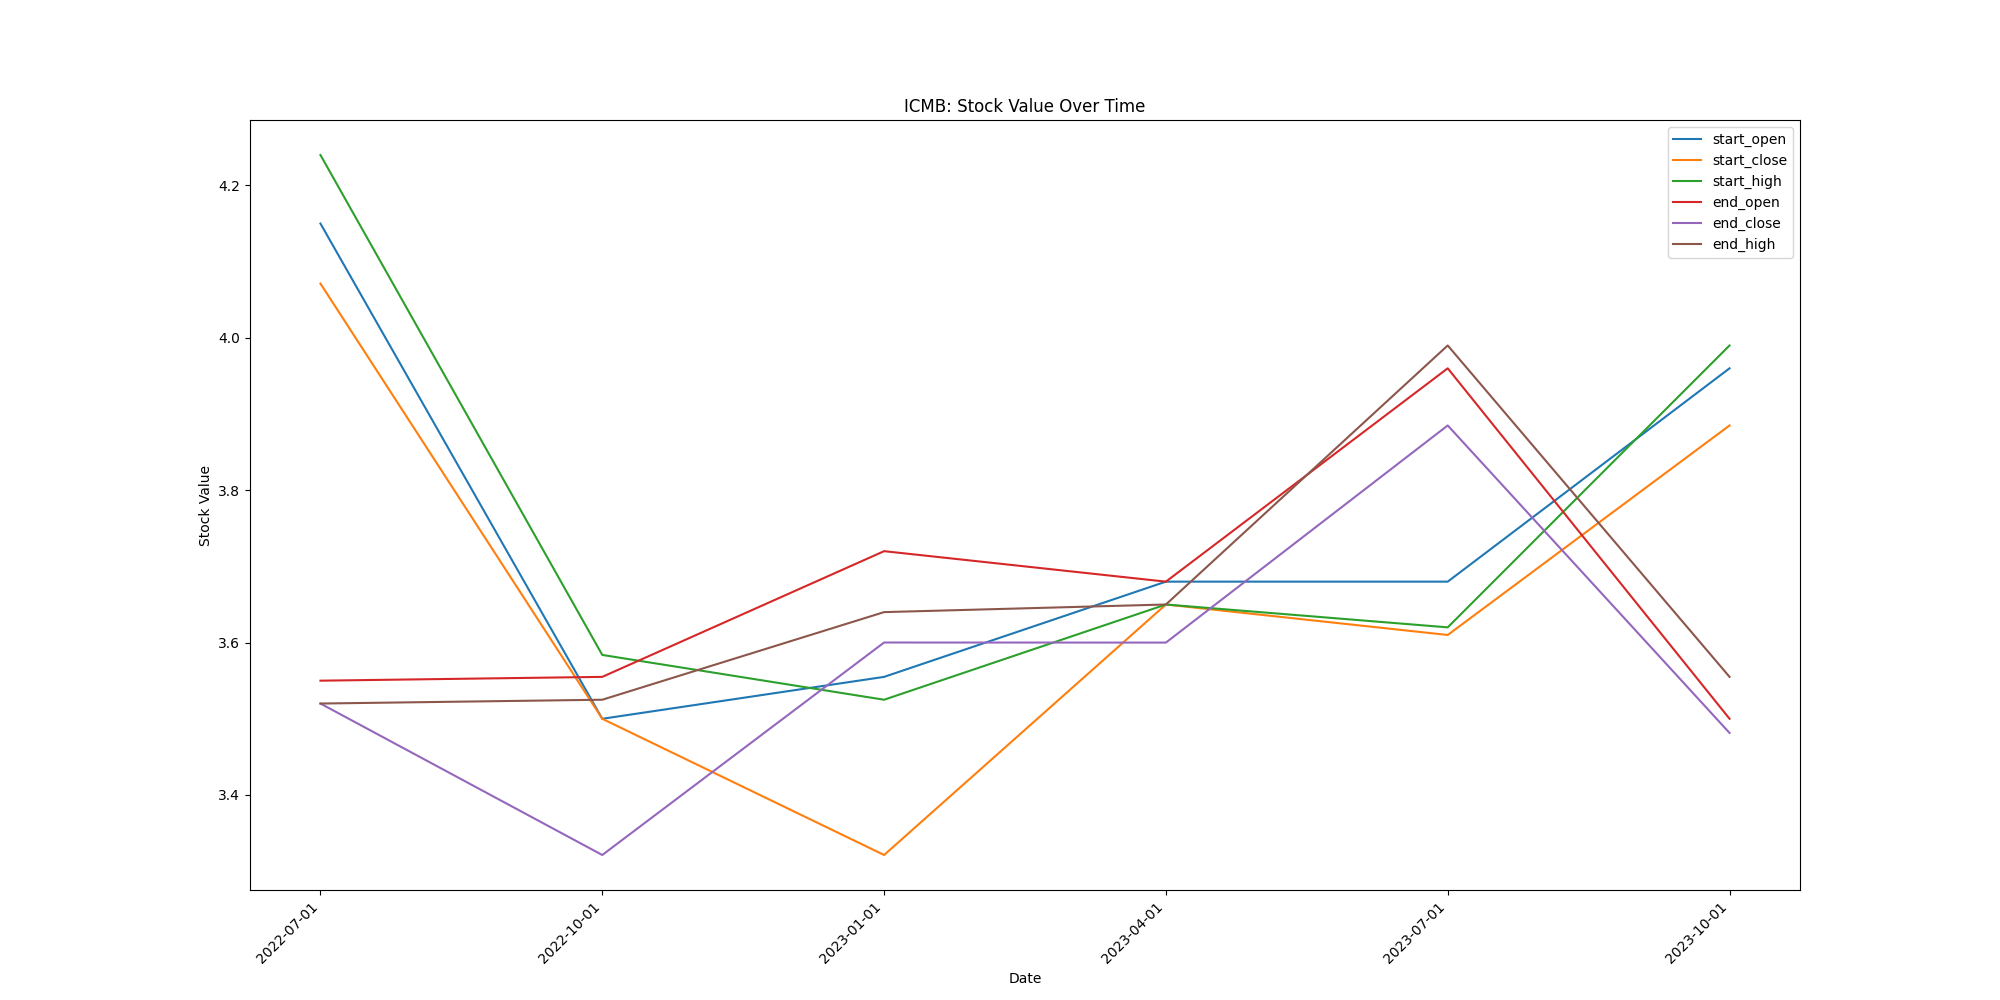 ICMB: Stock Value Over Time
start_open
start_close
start_high
end_open
end_close
end_high
4.2
4.0
3.8
3.6
3.4
Stock Value
2022-07-01
2022-10-01
2023-01-01
2023-04-01
2023-07-01
2023-10-01
Date